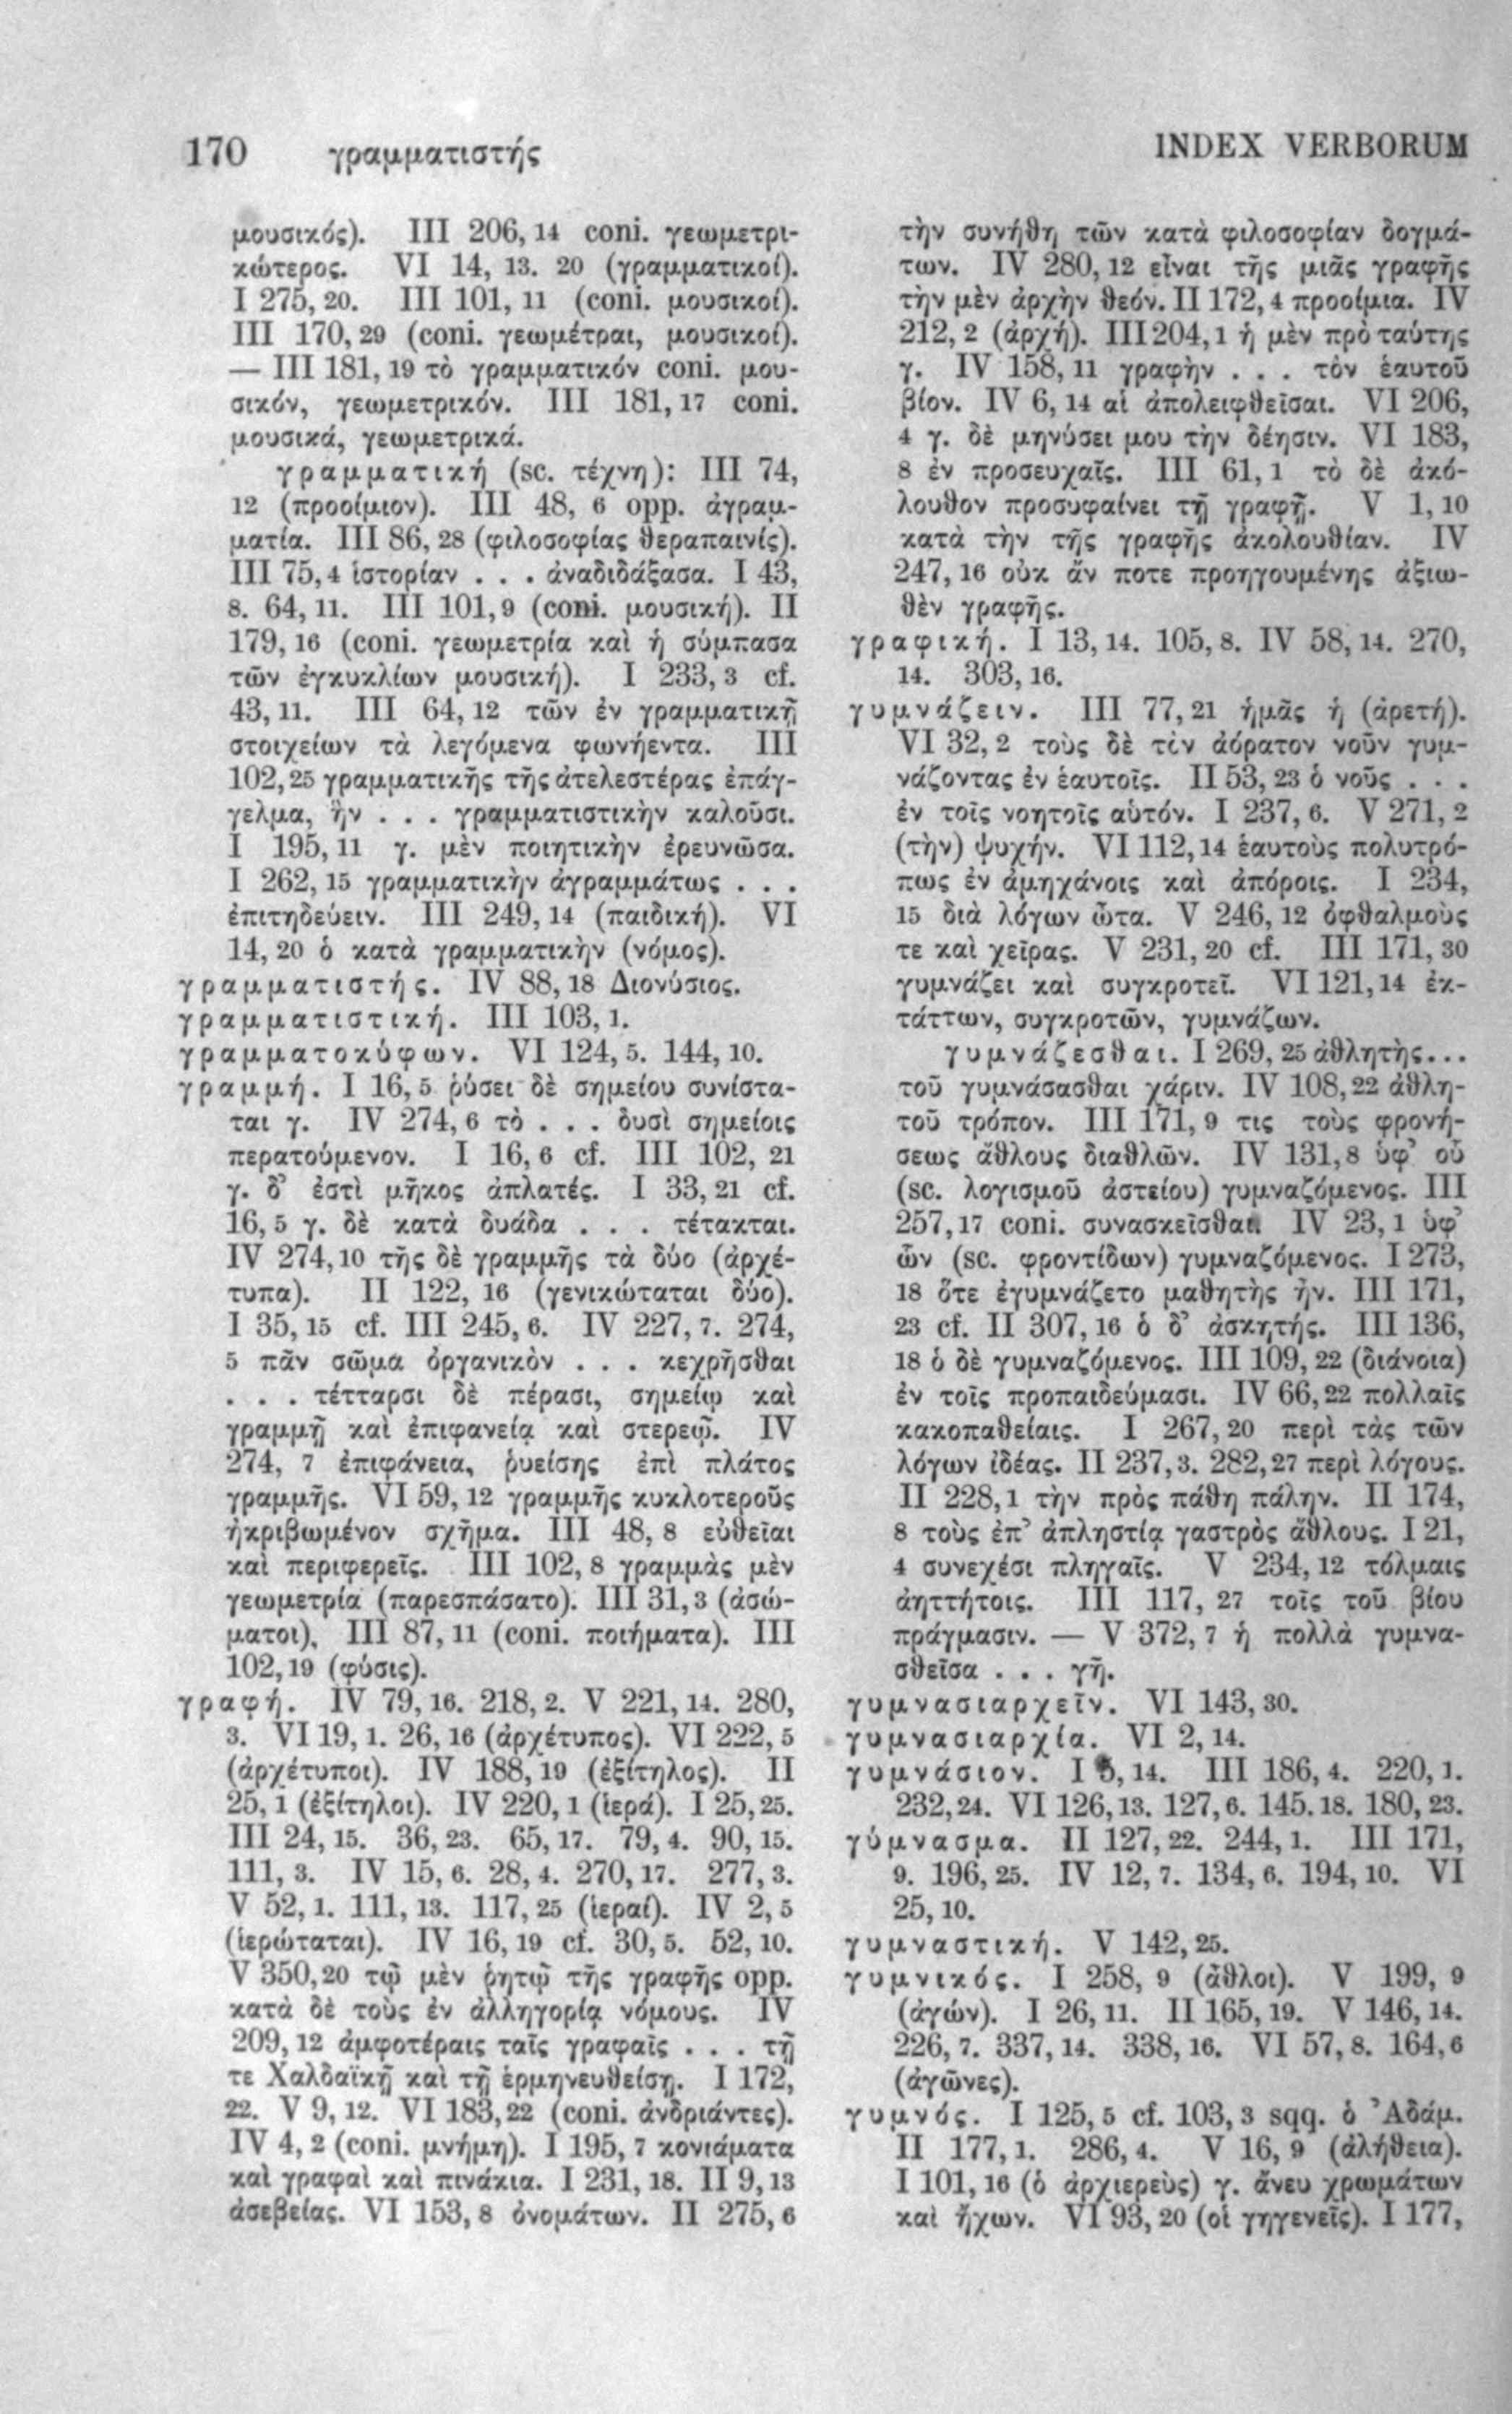 170 γραμματιστής INDEX VERBORUM
μουσικός). III 206, 14 coni. γεωμετρι-
κώτερος. VI 14, 13. 20 (γραμματικοί).
I 275, 20. III 101, 11 (coni. μουσικοί).
III 170, 29 (coni. γεωμέτραι, μουσικοί).
— III 181, 19 τὸ γραμματικόν coni. μου-
σικόν, γεωμετρικόν. III 181, 17 coni.
μουσικά, γεωμετρικά.
γραμματική (sc. τέχνη): III 74,
12 (προοίμιον). III 48, 6 opp. ἀγραμ-
ματία. III 86, 28 (φιλοσοφίας θεραπαινίς).
III 75, 4 ἱστορίαν . . . ἀναδιδάξασα. I 43,
8. 64, 11. III 101, 9 (coni. μουσική). II
179, 16 (coni. γεωμετρία καὶ ἡ σύμπασα
τῶν ἐγκυκλίων μουσική). I 233, 3 cf.
43, 11. III 64, 12 τῶν ἐν γραμματικῇ
στοιχείων τὰ λεγόμενα φωνήεντα. III
102, 25 γραμματικῆς τῆς ἀτελεστέρας ἐπάγ-
γελμα, ἣν . . . γραμματιστικὴν καλοῦσι.
I 195, 11 γ. μὲν ποιητικὴν ἐρευνῶσα.
I 262, 15 γραμματικὴν ἀγραμμάτως . . .
ἐπιτηδεύειν. III 249, 14 (παιδική). VI
14, 20 ὁ κατὰ γραμματικὴν (νόμος).
γραμματιστής. IV 88, 18 Διονύσιος.
γραμματιστική. III 103, 1.
γραμματοκύφων. VI 124, 5. 144, 10.
γραμμή. I 16, 5 ῥύσει δὲ σημείου συνίστα-
ται γ. IV 274, 6 τὸ . . . δυσὶ σημείοις
περατούμενον. I 16, 6 cf. III 102, 21
γ. δ’ ἐστὶ μῆκος ἀπλατές. I 33, 21 cf.
16, 5 γ. δὲ κατὰ δυάδα . . . τέτακται.
IV 274, 10 τῆς δὲ γραμμῆς τὰ δύο (ἀρχέ-
τυπα). II 122, 16 (γενικώταται δύο).
I 35, 15 cf. III 245, 6. IV 227, 7. 274,
5 πᾶν σῶμα ὀργανικὸν . . . κεχρῆσθαι
. . . τέτταρσι δὲ πέρασι, σημείῳ καὶ
γραμμῇ καὶ ἐπιφανείᾳ καὶ στερεῷ. IV
274, 7 ἐπιφάνεια, ῥυείσης ἐπὶ πλάτος
γραμμῆς. VI 59, 12 γραμμῆς κυκλοτεροῦς
ἠκριβωμένον σχῆμα. III 48, 8 εὐθεῖαι
καὶ περιφερεῖς. III 102, 8 γραμμὰς μὲν
γεωμετρία (παρεσπάσατο). III 31, 3 (ἀσώ-
ματοι), III 87, 11 (coni. ποιήματα). III
102, 19 (φύσις).
γραφή. IV 79, 16. 218, 2. V 221, 14. 280,
3. VI 19, 1. 26, 16 (ἀρχέτυπος). VI 222, 5
(ἀρχέτυποι). IV 188, 19 (ἐξίτηλος). II
25, 1 (ἐξίτηλοι). IV 220, 1 (ἱερά). I 25, 25.
III 24, 15. 36, 23. 65, 17. 79, 4. 90, 15.
111, 3. IV 15, 6. 28, 4. 270, 17. 277, 3.
V 52, 1. 111, 13. 117, 25 (ἱεραί). IV 2, 5
(ἱερώταται). IV 16, 19 cf. 30, 5. 52, 10.
V 350, 20 τῷ μὲν ῥητῷ τῆς γραφῆς opp.
κατὰ δὲ τοὺς ἐν ἀλληγορίᾳ νόμους. IV
209, 12 ἀμφοτέραις ταῖς γραφαῖς . . . τῇ
τε Χαλδαϊκῇ καὶ τῇ ἑρμηνευθείσῃ. I 172,
22. V 9, 12. VI 183, 22 (coni. ἀνδριάντες).
IV 4, 2 (coni. μνήμη). I 195, 7 κονιάματα
καὶ γραφαὶ καὶ πινάκια. I 231, 18. II 9, 13
ἀσεβείας. VI 153, 8 ὀνομάτων. II 275, 6
τὴν συνήθη τῶν κατὰ φιλοσοφίαν δογμά-
των. IV 280, 12 εἶναι τῆς μιᾶς γραφῆς
τὴν μὲν ἀρχὴν θεόν. II 172, 4 προοίμια. IV
212, 2 (ἀρχή). III 204, 1 ἡ μὲν πρὸ ταύτης
γ. IV 158, 11 γραφὴν . . . τὸν ἑαυτοῦ
βίον. IV 6, 14 αἱ ἀπολειφθεῖσαι. VI 206,
4 γ. δὲ μηνύσει μου τὴν δέησιν. VI 183,
8 ἐν προσευχαῖς. III 61, 1 τὸ δὲ ἀκό-
λουθον προσυφαίνει τῇ γραφῇ. V 1, 10
κατὰ τὴν τῆς γραφῆς ἀκολουθίαν. IV
247, 16 οὐκ ἄν ποτε προηγουμένης ἀξιω-
θὲν γραφῆς.
γραφική. I 13, 14. 105, 8. IV 58, 14. 270,
14. 303, 16.
γυμνάζειν. III 77, 21 ἡμᾶς ἡ (ἀρετή).
VI 32, 2 τοὺς δὲ τὸν ἀόρατον νοῦν γυμ-
νάζοντας ἐν ἑαυτοῖς. II 53, 23 ὁ νοῦς . . .
ἐν τοῖς νοητοῖς αὑτόν. I 237, 6. V 271, 2
(τὴν) ψυχήν. VI 112, 14 ἑαυτοὺς πολυτρό-
πως ἐν ἀμηχάνοις καὶ ἀπόροις. I 234,
15 διὰ λόγων ὦτα. V 246, 12 ὀφθαλμοὺς
τε καὶ χεῖρας. V 231, 20 cf. III 171, 30
γυμνάζει καὶ συγκροτεῖ. VI 121, 14 ἐκ-
τάττων, συγκροτῶν, γυμνάζων.
γυμνάζεσθαι. I 269, 25 ἀθλητὴς . . .
τοῦ γυμνάσασθαι χάριν. IV 108, 22 ἀθλη-
τοῦ τρόπον. III 171, 9 τις τοὺς φρονή-
σεως ἄθλους διαθλῶν. IV 131, 8 ὑφ’ οὗ
(sc. λογισμοῦ ἀστείου) γυμναζόμενος. III
257, 17 coni. συνασκεῖσθαι. IV 23, 1 ὑφ’
ὧν (sc. φροντίδων) γυμναζόμενος. I 273,
18 ὅτε ἐγυμνάζετο μαθητὴς ἦν. III 171,
23 cf. II 307, 16 ὁ δ’ ἀσκητής. III 136,
18 ὁ δὲ γυμναζόμενος. III 109, 22 (διάνοια)
ἐν τοῖς προπαιδεύμασι. IV 66, 22 πολλαῖς
κακοπαθείαις. I 267, 20 περὶ τὰς τῶν
λόγων ἰδέας. II 237, 3. 282, 27 περὶ λόγους.
II 228, 1 τὴν πρὸς πάθη πάλην. II 174,
8 τοὺς ἐπ’ ἀπληστίᾳ γαστρὸς ἄθλους. I 21,
4 συνεχέσι πληγαῖς. V 234, 12 τόλμαις
ἀηττήτοις. III 117, 27 τοῖς τοῦ βίου
πράγμασιν. — V 372, 7 ἡ πολλὰ γυμνα-
σθεῖσα . . . γῆ.
γυμνασιαρχεῖν. VI 143, 30.
γυμνασιαρχία. VI 2, 14.
γυμνάσιον. I 5, 14. III 186, 4. 220, 1.
232, 24. VI 126, 13. 127, 6. 145. 18. 180, 23.
γύμνασμα. II 127, 22. 244, 1. III 171,
9. 196, 25. IV 12, 7. 134, 6. 194, 10. VI
25, 10.
γυμναστική. V 142, 25.
γυμνικός. I 258, 9 (ἆθλοι). V 199, 9
(ἀγών). I 26, 11. II 165, 19. V 146, 14.
226, 7. 337, 14. 338, 16. VI 57, 8. 164, 6
(ἀγῶνες).
γυμνός. I 125, 5 cf. 103, 3 sqq. ὁ Ἀδάμ.
II 177, 1. 286, 4. V 16, 9 (ἀλήθεια).
I 101, 16 (ὁ ἀρχιερεὺς) γ. ἄνευ χρωμάτων
καὶ ἤχων. VI 93, 20 (οἱ γηγενεῖς). I 177,